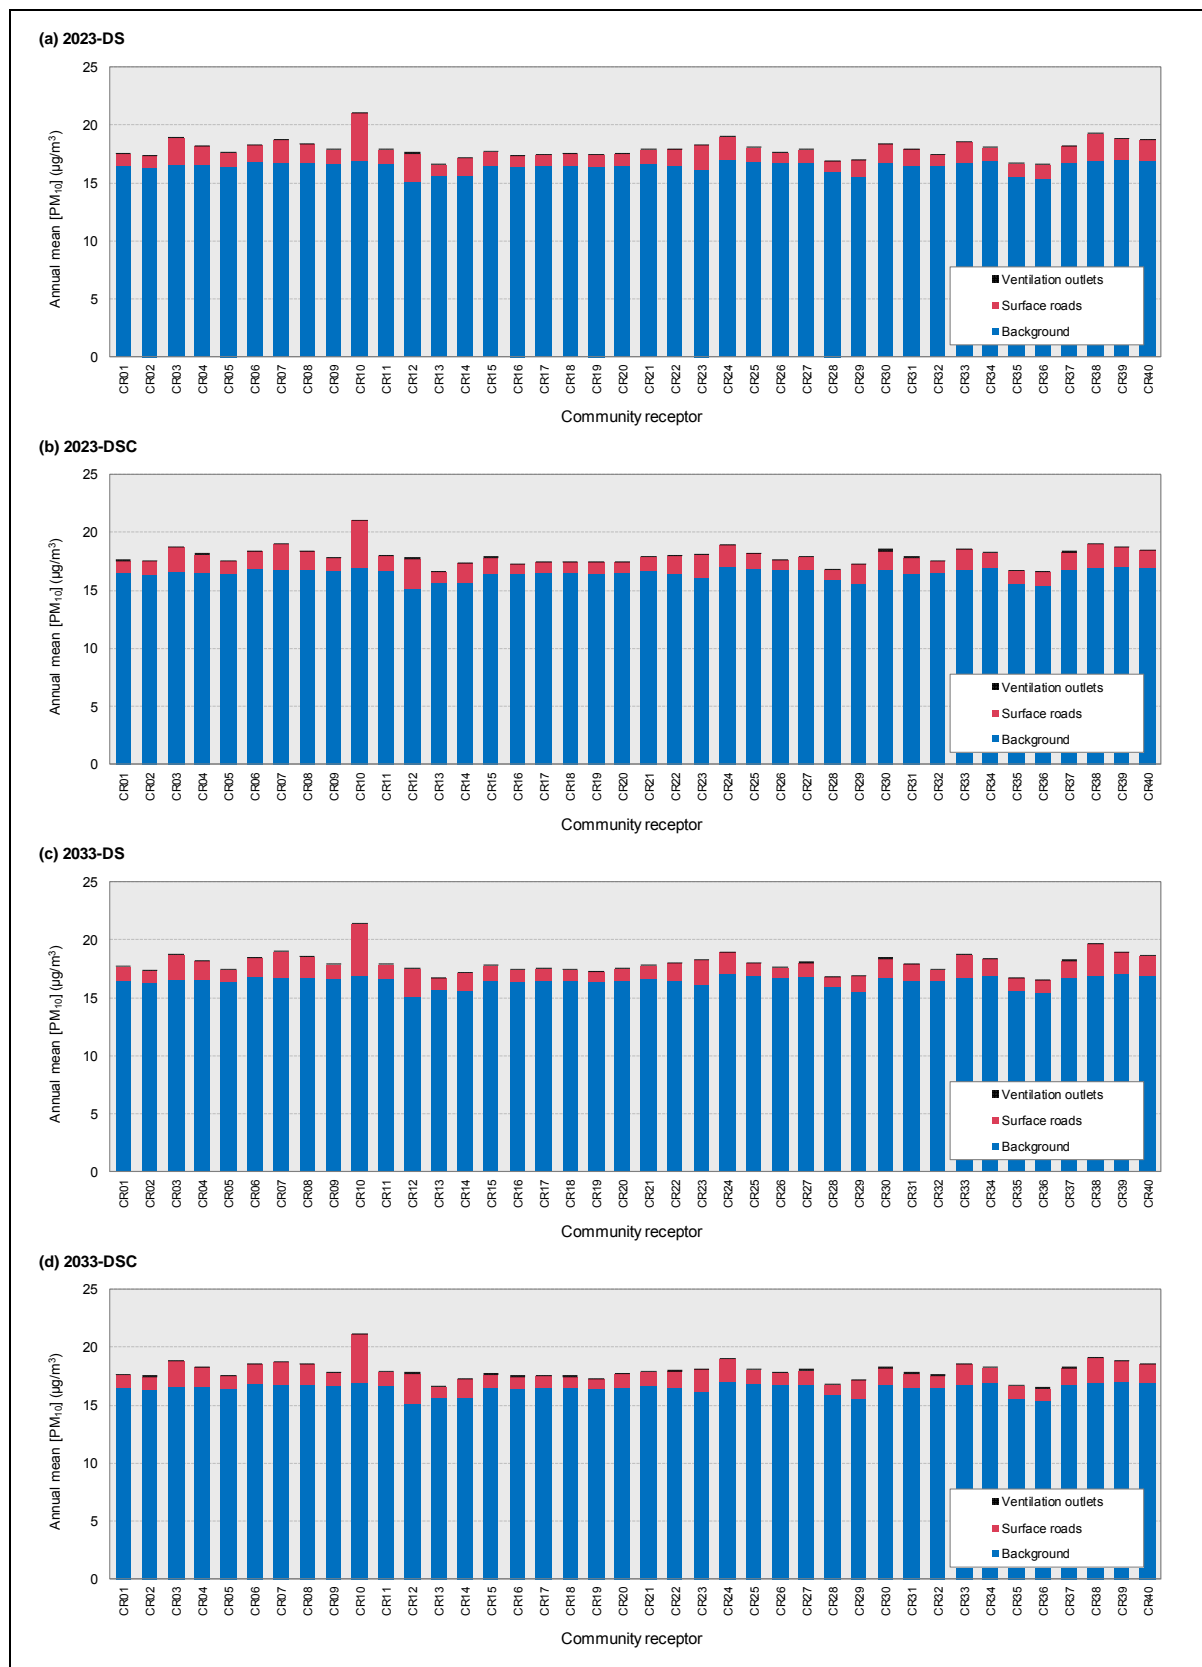 (a) 2023-DS
Annual mean [PM₁₀] (µg/m³)
25
20
15
10
5
0
Ventilation outlets
Surface roads
Background
CR01 CR02 CR03 CR04 CR05 CR06 CR07 CR08 CR09 CR10 CR11 CR12 CR13 CR14 CR15 CR16 CR17 CR18 CR19 CR20 CR21 CR22 CR23 CR24 CR25 CR26 CR27 CR28 CR29 CR30 CR31 CR32 CR33 CR34 CR35 CR36 CR37 CR38 CR39 CR40
Community receptor
(b) 2023-DSC
Annual mean [PM₁₀] (µg/m³)
25
20
15
10
5
0
Ventilation outlets
Surface roads
Background
CR01 CR02 CR03 CR04 CR05 CR06 CR07 CR08 CR09 CR10 CR11 CR12 CR13 CR14 CR15 CR16 CR17 CR18 CR19 CR20 CR21 CR22 CR23 CR24 CR25 CR26 CR27 CR28 CR29 CR30 CR31 CR32 CR33 CR34 CR35 CR36 CR37 CR38 CR39 CR40
Community receptor
(c) 2033-DS
Annual mean [PM₁₀] (µg/m³)
25
20
15
10
5
0
Ventilation outlets
Surface roads
Background
CR01 CR02 CR03 CR04 CR05 CR06 CR07 CR08 CR09 CR10 CR11 CR12 CR13 CR14 CR15 CR16 CR17 CR18 CR19 CR20 CR21 CR22 CR23 CR24 CR25 CR26 CR27 CR28 CR29 CR30 CR31 CR32 CR33 CR34 CR35 CR36 CR37 CR38 CR39 CR40
Community receptor
(d) 2033-DSC
Annual mean [PM₁₀] (µg/m³)
25
20
15
10
5
0
Ventilation outlets
Surface roads
Background
CR01 CR02 CR03 CR04 CR05 CR06 CR07 CR08 CR09 CR10 CR11 CR12 CR13 CR14 CR15 CR16 CR17 CR18 CR19 CR20 CR21 CR22 CR23 CR24 CR25 CR26 CR27 CR28 CR29 CR30 CR31 CR32 CR33 CR34 CR35 CR36 CR37 CR38 CR39 CR40
Community receptor